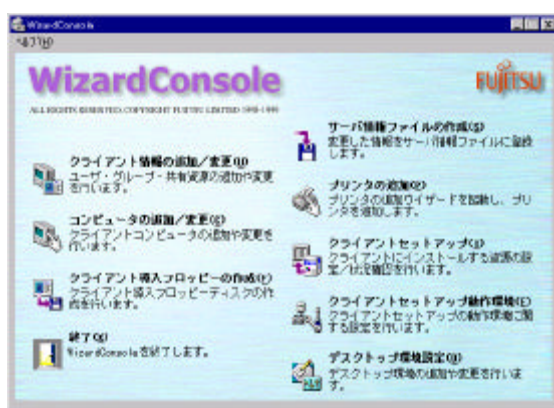 WizardConsole
ヘルプ(H)
WizardConsole
FUJITSU
ALL RIGHTS RESERVED, COPYRIGHT FUJITSU LIMITED 1998-1999
クライアント情報の追加/変更(U)
ユーザ・グループ・共有資源の追加や変更
を行います。
コンピュータの追加/変更(C)
クライアントコンピュータの追加や変更を
行います。
クライアント導入フロッピーの作成(F)
クライアント導入フロッピーディスクの作
成を行います。
終了(X)
WizardConsoleを終了します。
サーバ情報ファイルの作成(S)
変更した情報をサーバ情報ファイルに登録
します。
プリンタの追加(P)
プリンタの追加ウイザードを起動し、プリ
ンタを追加します。
クライアントセットアップ(I)
クライアントにインストールする資源の設
定/状況確認を行います。
クライアントセットアップ動作環境(E)
クライアントセットアップの動作環境に関
する設定を行います。
デスクトップ環境設定(D)
デスクトップ環境の追加や変更を行いま
す。